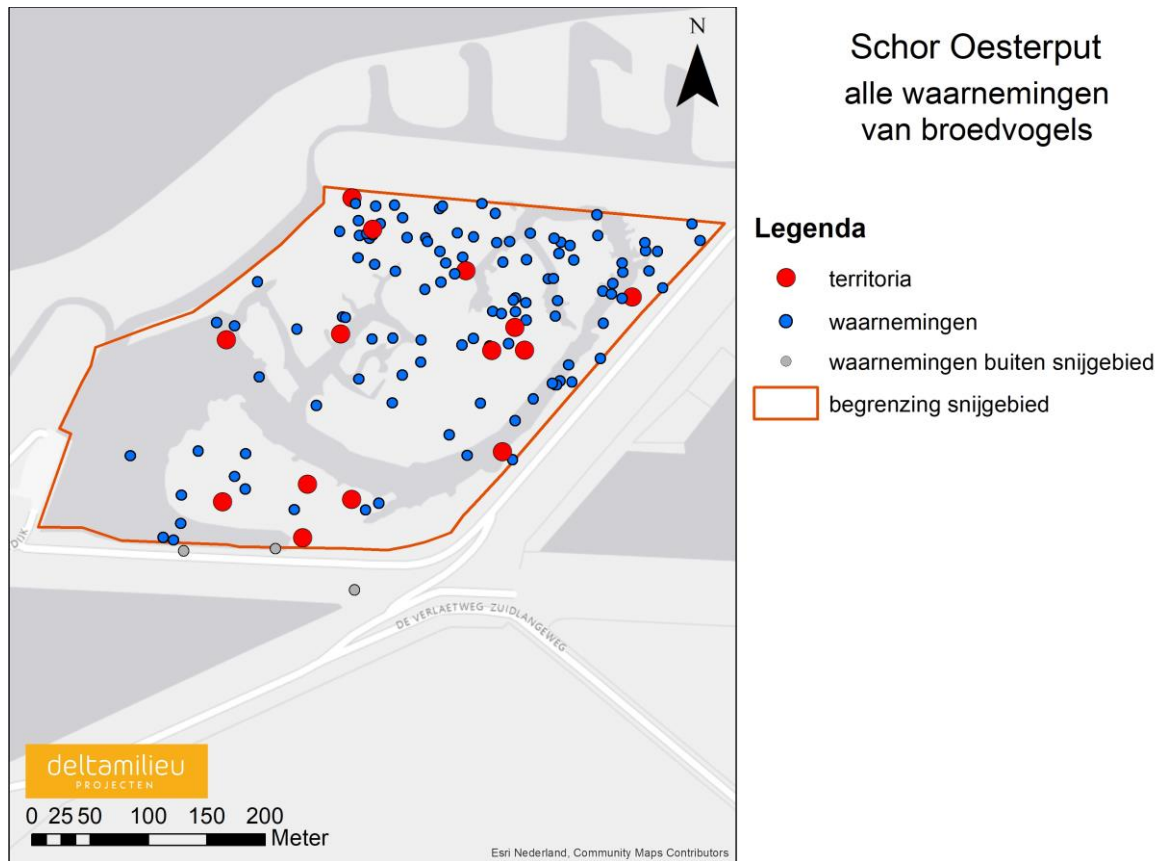 N
Schor Oesterput
alle waarnemingen
van broedvogels
Legenda
territoria
waarnemingen
waarnemingen buiten snijgebied
begrenzing snijgebied
DIJK
DE VERLAETWEG ZUIDLANGEWEG
deltamilieu
PROJECTEN
0 25 50 100 150 200
Meter
Esri Nederland, Community Maps Contributors